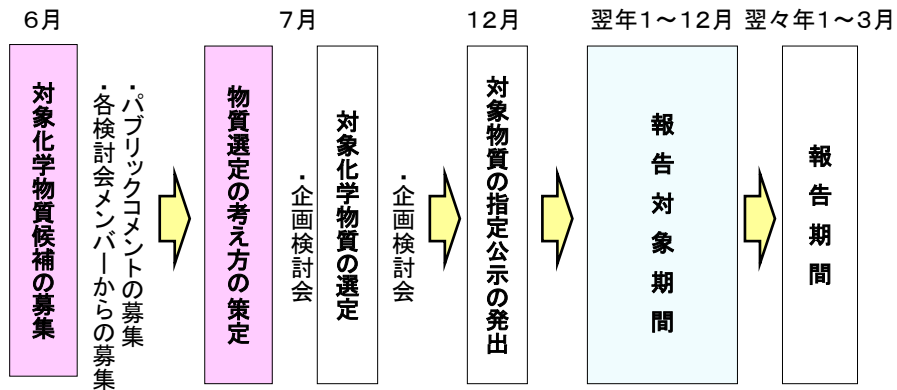 6月
7月
12月
翌年1～12月
翌々年1～3月
対象化学物質候補の募集
・パブリックコメントの募集
・各検討会メンバーからの募集
物質選定の考え方の策定
・企画検討会
対象化学物質の選定
・企画検討会
対象物質の指定公示の発出
報告対象期間
報告期間